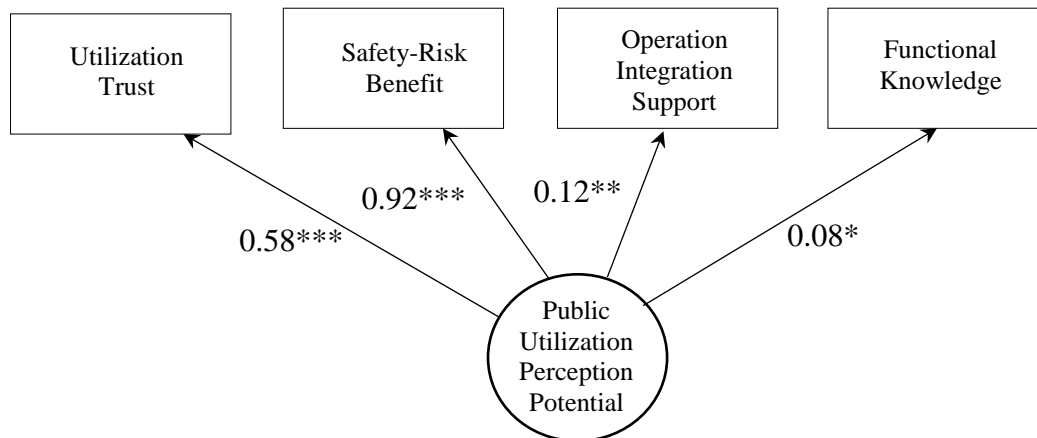 Utilization
Trust
Safety-Risk
Benefit
Operation
Integration
Support
Functional
Knowledge
0.58***
0.92***
0.12**
0.08*
Public
Utilization
Perception
Potential